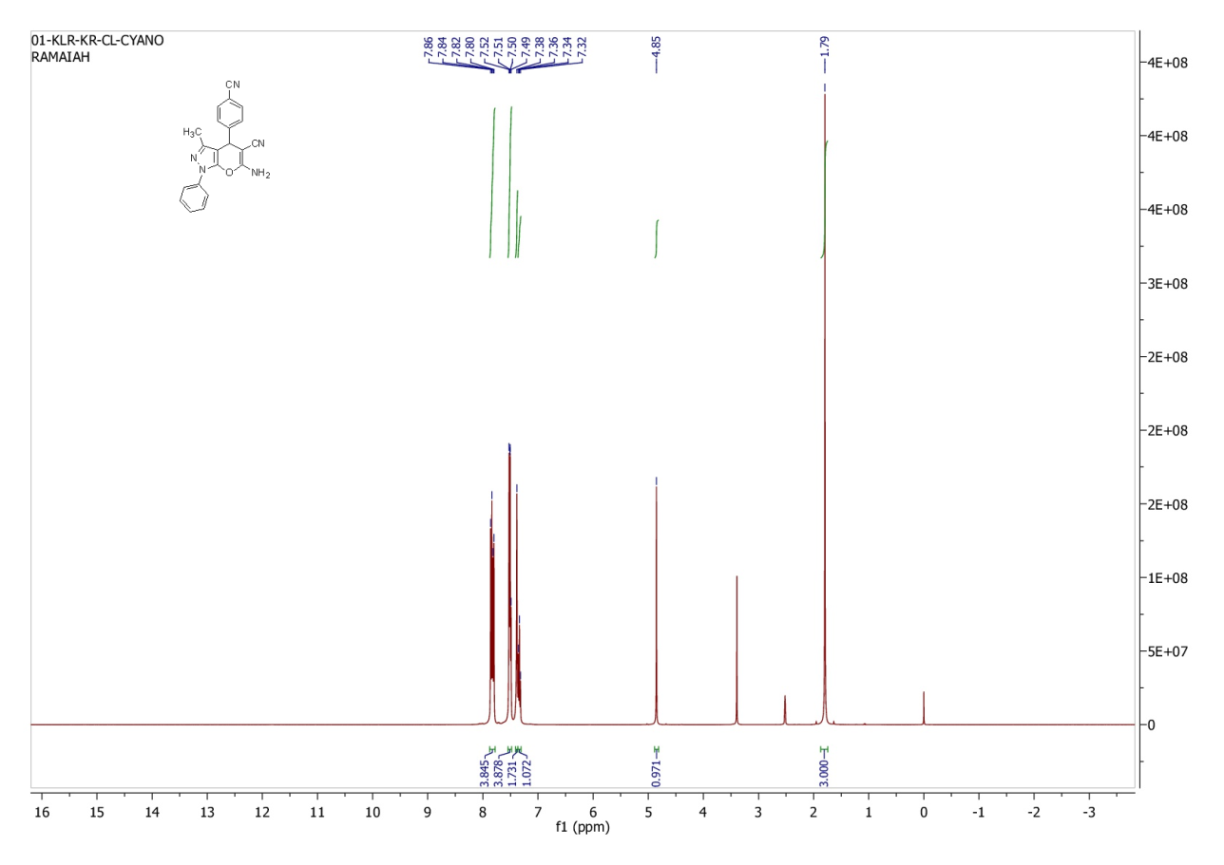 01-KLR-KR-CL-CYANO
RAMAIAH
7.86
7.84
7.82
7.80
7.52
7.51
7.50
7.49
7.38
7.36
7.34
7.32
4.85
1.79
CN
H₃C
CN
N
N
O
NH₂
4E+08
4E+08
4E+08
3E+08
2E+08
2E+08
2E+08
1E+08
5E+07
0
3.845
3.878
1.731
1.072
0.971
3.000
16 15 14 13 12 11 10 9 8 7 6 5 4 3 2 1 0 -1 -2 -3
f1 (ppm)